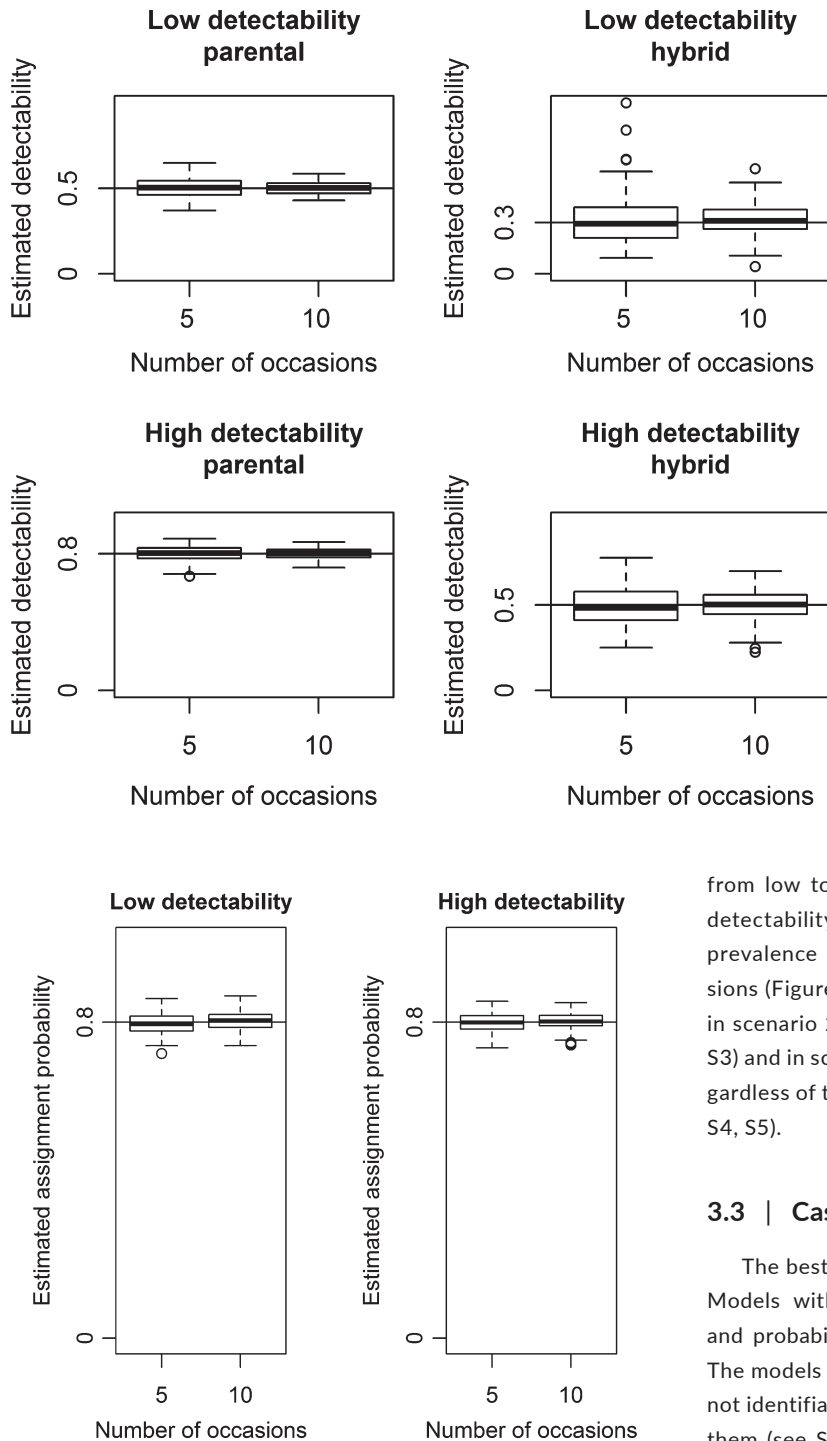 Low detectability
parental
Estimated detectability
0.5
0
5
10
Number of occasions
Low detectability
hybrid
Estimated detectability
0.3
0
5
10
Number of occasions
High detectability
parental
Estimated detectability
0.8
0
5
10
Number of occasions
High detectability
hybrid
Estimated detectability
0.5
0
5
10
Number of occasions
Low detectability
Estimated assignment probability
0.8
0
5
10
Number of occasions
High detectability
Estimated assignment probability
0.8
0
5
10
Number of occasions
from low to
detectability
prevalence
sions (Figure
in scenario
S3) and in sc
gardless of t
S4, S5).
3.3 | Cas
The best
Models with
and probabi
The models
not identifia
them (see S